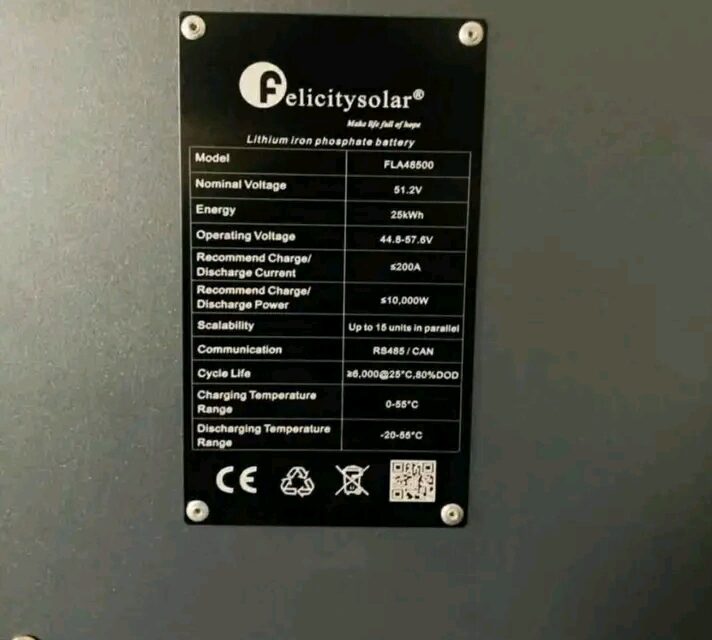 felicitysolar®
Make life full of hope
Lithium iron phosphate battery
Model FLA48500
Nominal Voltage 51.2V
Energy 25kWh
Operating Voltage 44.8-57.6V
Recommend Charge/
Discharge Current ≤200A
Recommend Charge/
Discharge Power ≤10,000W
Scalability Up to 15 units in parallel
Communication RS485 / CAN
Cycle Life ≥6,000@25°C,80%DOD
Charging Temperature
Range 0-55°C
Discharging Temperature
Range -20-55°C
CE